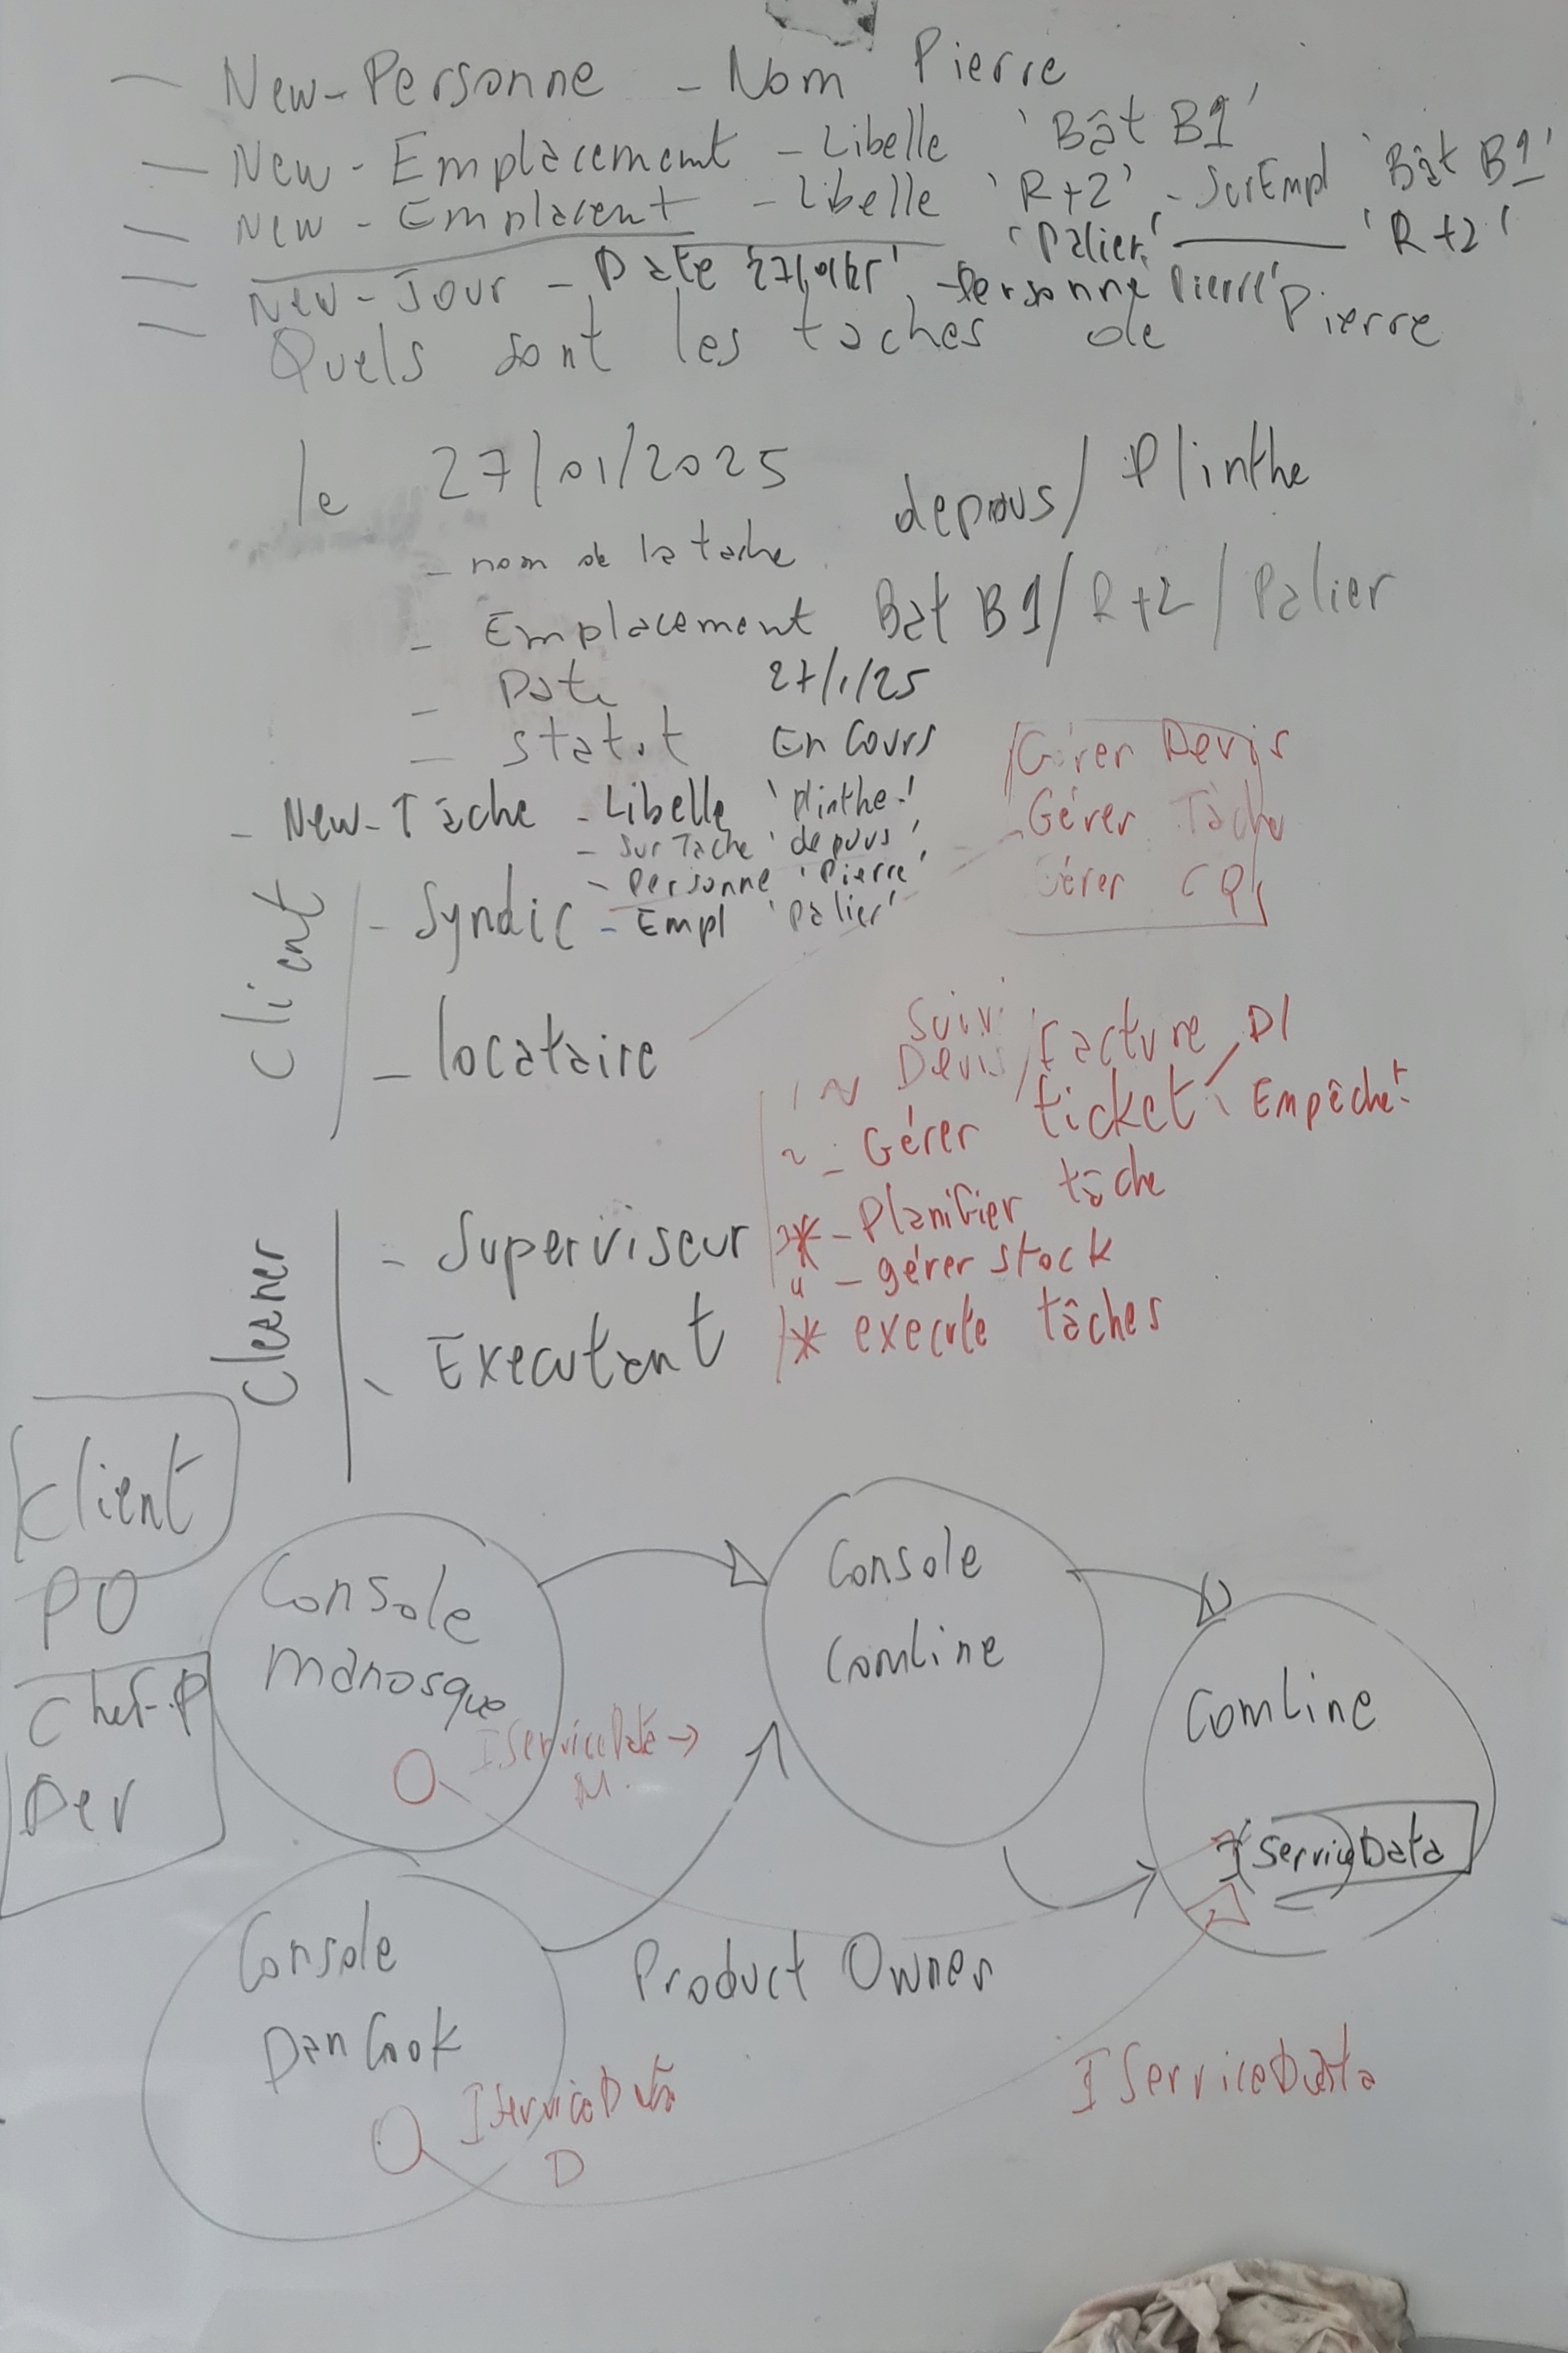 — New-Personne - Nom Pierre
— New-Emplacement - Libelle 'Bât B1'
— New-Emplacent - Libelle 'R+2' - SurEmpl 'Bât B1'
— 'Palier' — 'R+2'
— New-Jour - Date '27/01/25', -Personne 'Pierre'
Quels sont les taches de Pierre
le 27/01/2025
- nom de la tache depous/Plinthe
- Emplacement Bat B1/R+2/Palier
- Date 27/1/25
- Statut En Cours
- New-Tâche - Libelle 'plinthe'
- SurTache 'depous'
- Personne 'Pierre'
- Empl 'Palier'
Gérer Devis
Gérer Tâche
Gérer
Client
- Syndic
- locataire
Suivi
1 ~ Devis/Facture
2 - Gérer ticket DI
Empêchet
3* - Planifier tâche
4 - gérer stock
* execute tâches
Cleaner
- Superviseur
- Executant
Client
PO
Chef-P
Dev
Console
Manosque
IServiceData →
M.
Console
ComLine
ComLine
IServiceData
Console
DanCook
IServiceData
D
Product Owner
IServiceData